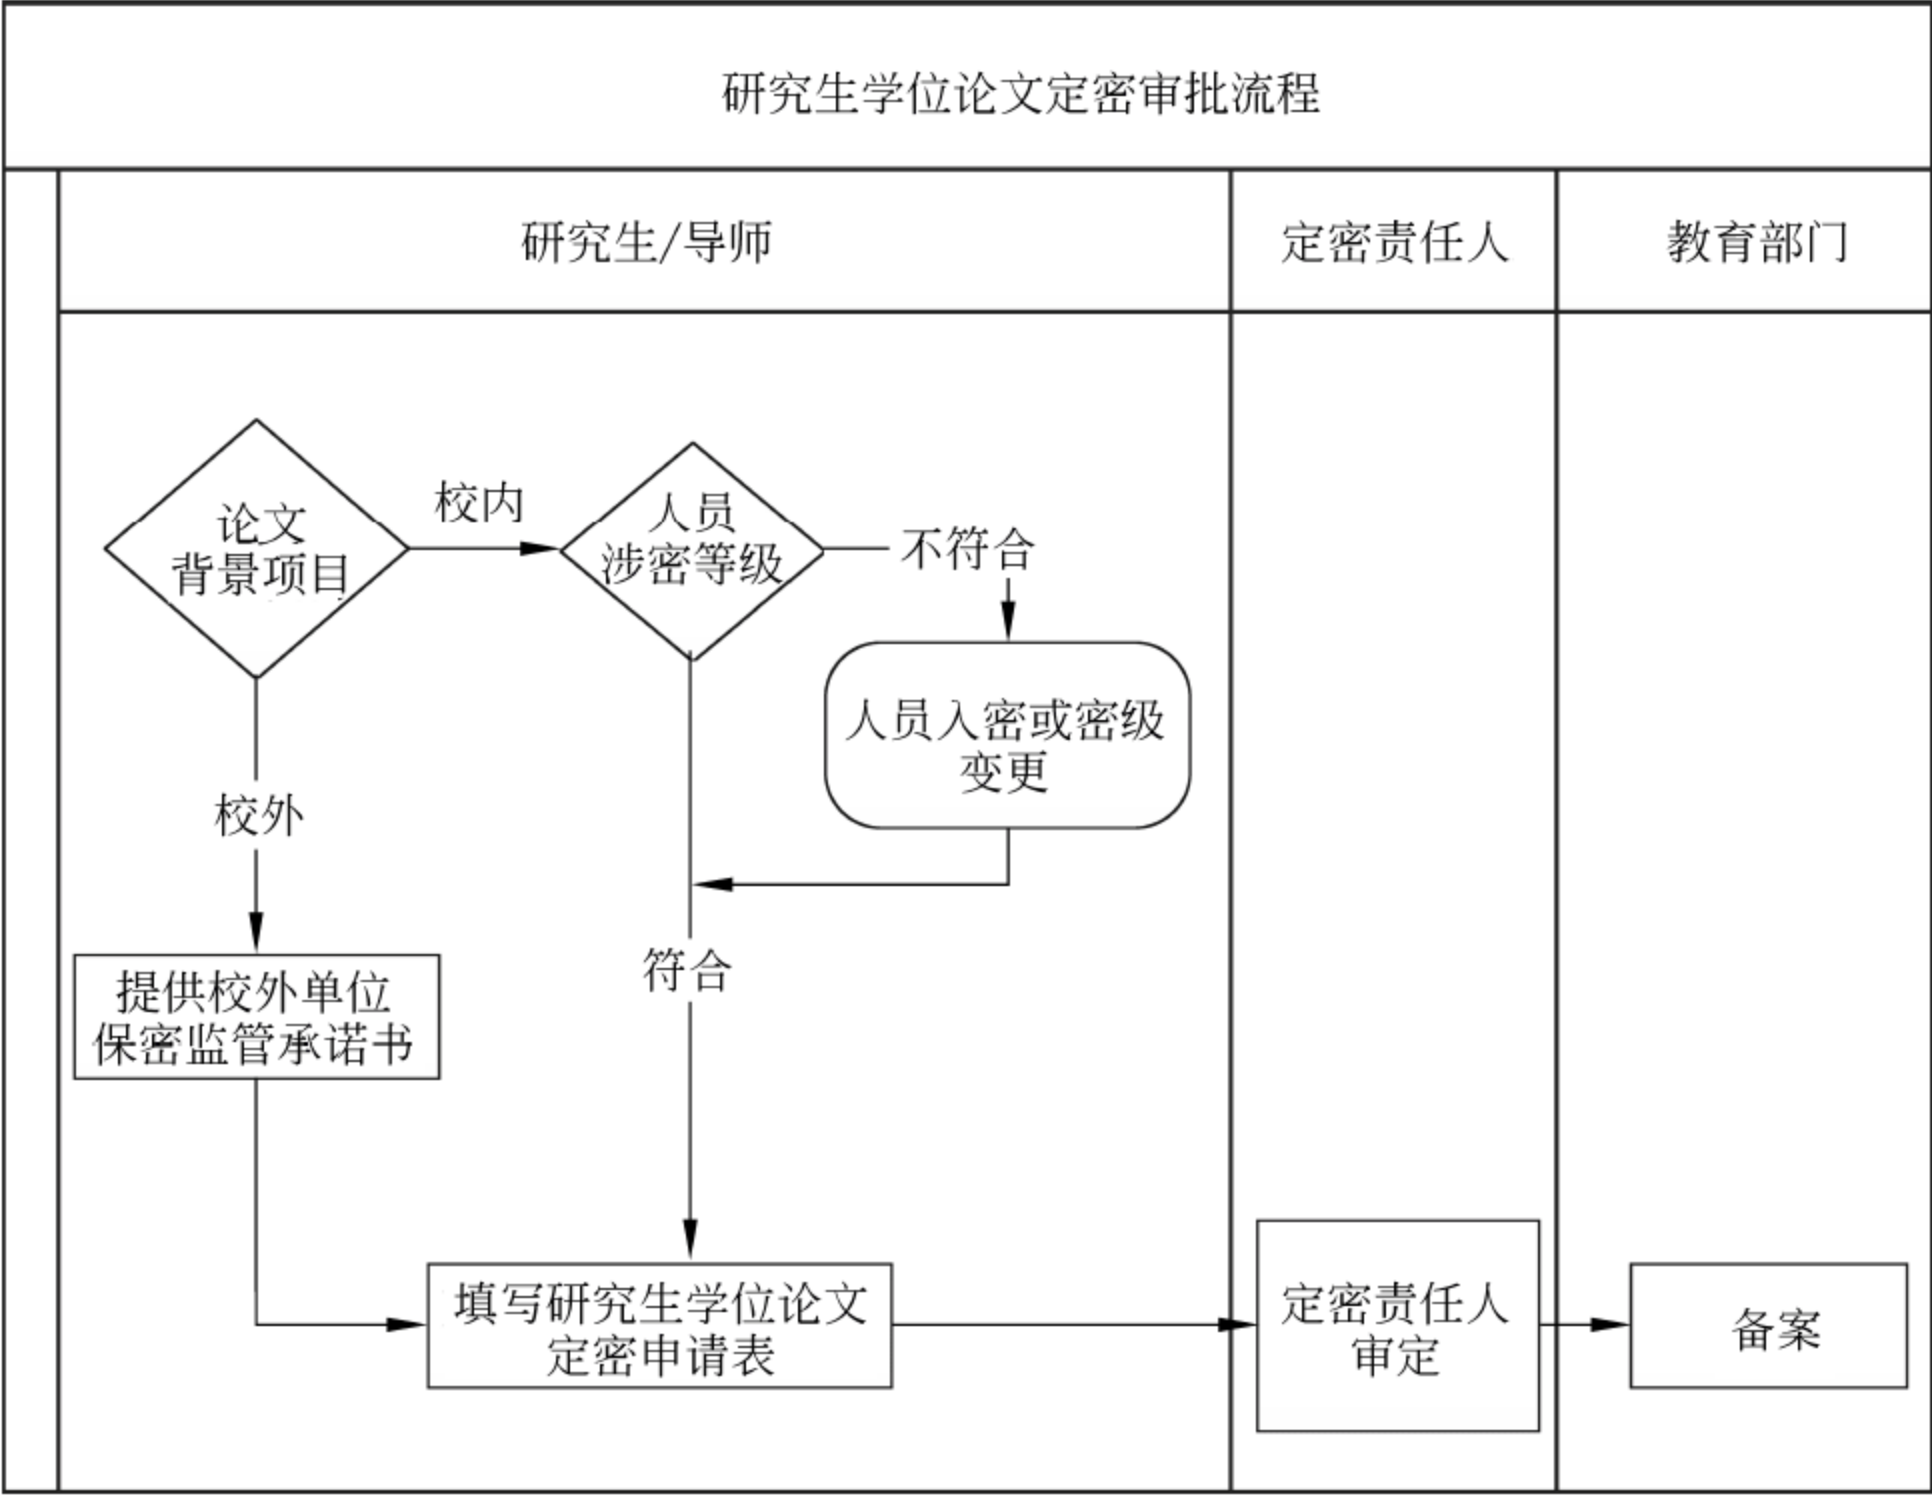 研究生学位论文定密审批流程
研究生/导师
定密责任人
教育部门
论文
背景项目
校内
人员
涉密等级
不符合
人员入密或密级
变更
校外
符合
提供校外单位
保密监管承诺书
填写研究生学位论文
定密申请表
定密责任人
审定
备案